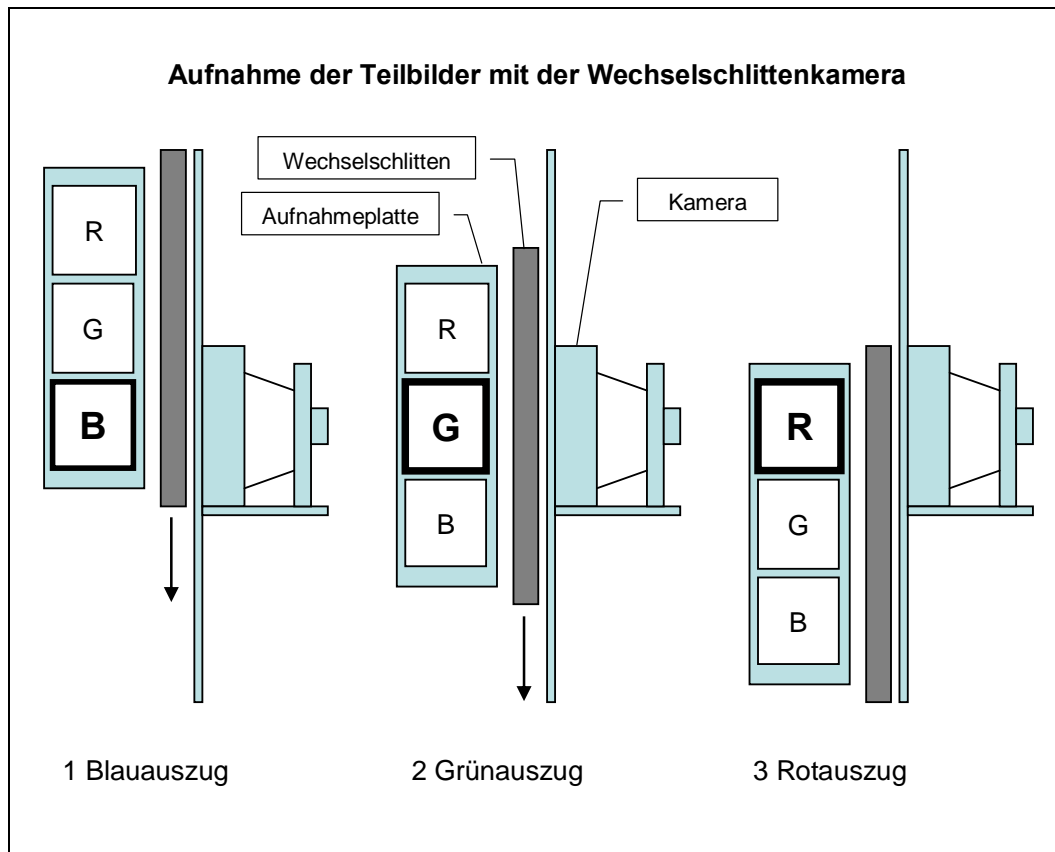 Aufnahme der Teilbilder mit der Wechselschlittenkamera
Wechselschlitten
Aufnahmeplatte
Kamera
R
G
B
R
G
B
R
G
B
1 Blauauszug
2 Grünauszug
3 Rotauszug